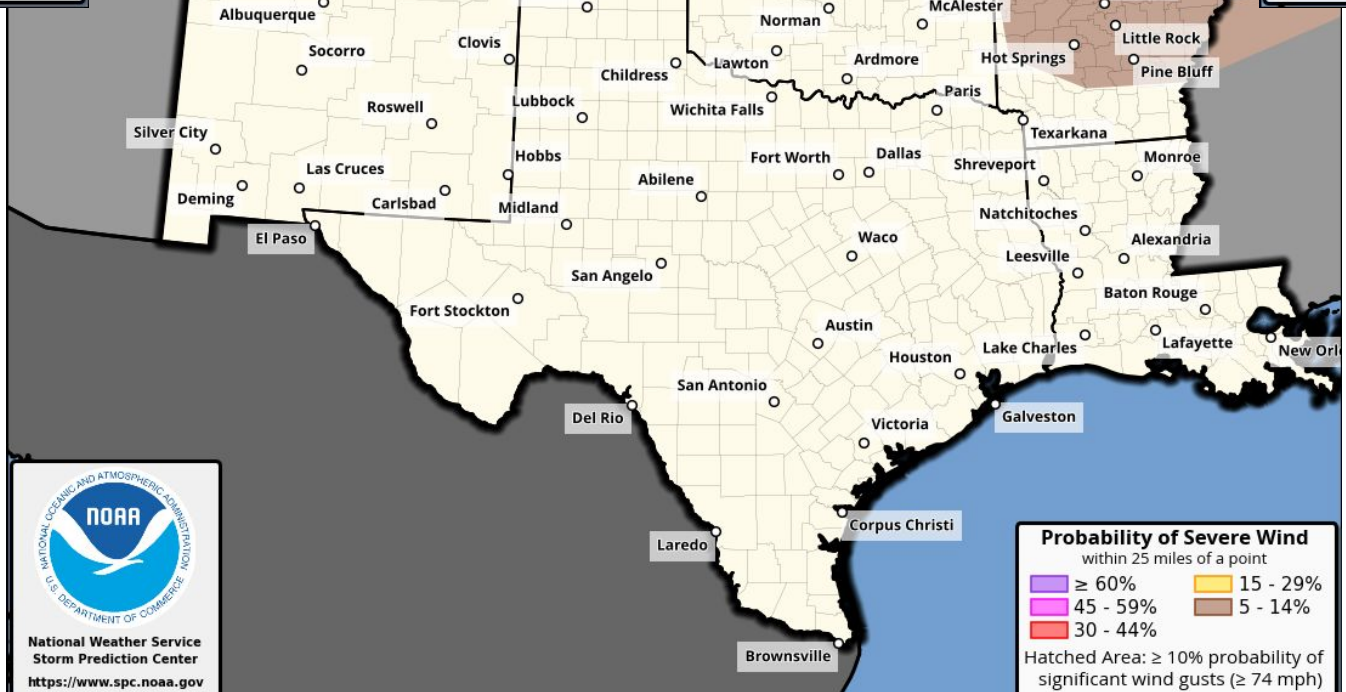 Albuquerque
Norman
McAlester
Socorro
Clovis
Little Rock
Childress
Lawton
Ardmore
Hot Springs
Pine Bluff
Roswell
Lubbock
Wichita Falls
Paris
Silver City
Texarkana
Las Cruces
Hobbs
Fort Worth
Dallas
Shreveport
Monroe
Deming
Carlsbad
Midland
Abilene
Natchitoches
El Paso
Waco
Alexandria
San Angelo
Leesville
Fort Stockton
Baton Rouge
Austin
Houston
Lake Charles
Lafayette
New Orl
San Antonio
Del Rio
Victoria
Galveston
Laredo
Corpus Christi
Brownsville
NATIONAL OCEANIC AND ATMOSPHERIC ADMINISTRATION
NOAA
U.S. DEPARTMENT OF COMMERCE
National Weather Service
Storm Prediction Center
https://www.spc.noaa.gov
Probability of Severe Wind
within 25 miles of a point
≥ 60%
15 - 29%
45 - 59%
5 - 14%
30 - 44%
Hatched Area: ≥ 10% probability of
significant wind gusts (≥ 74 mph)